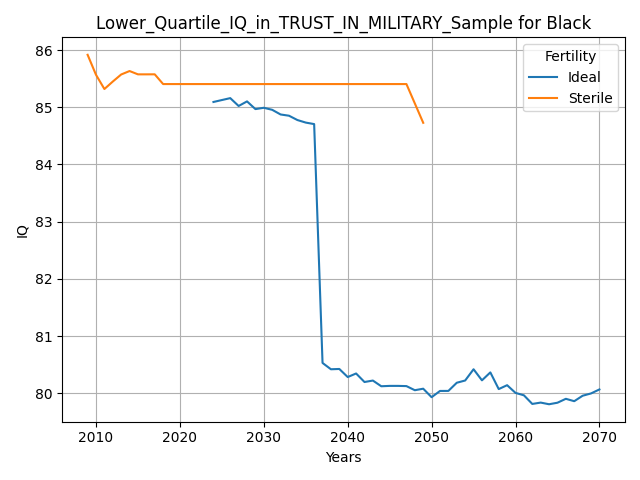 Lower_Quartile_IQ_in_TRUST_IN_MILITARY_Sample for Black
Fertility
Ideal
Sterile
IQ
86
85
84
83
82
81
80
2010 2020 2030 2040 2050 2060 2070
Years